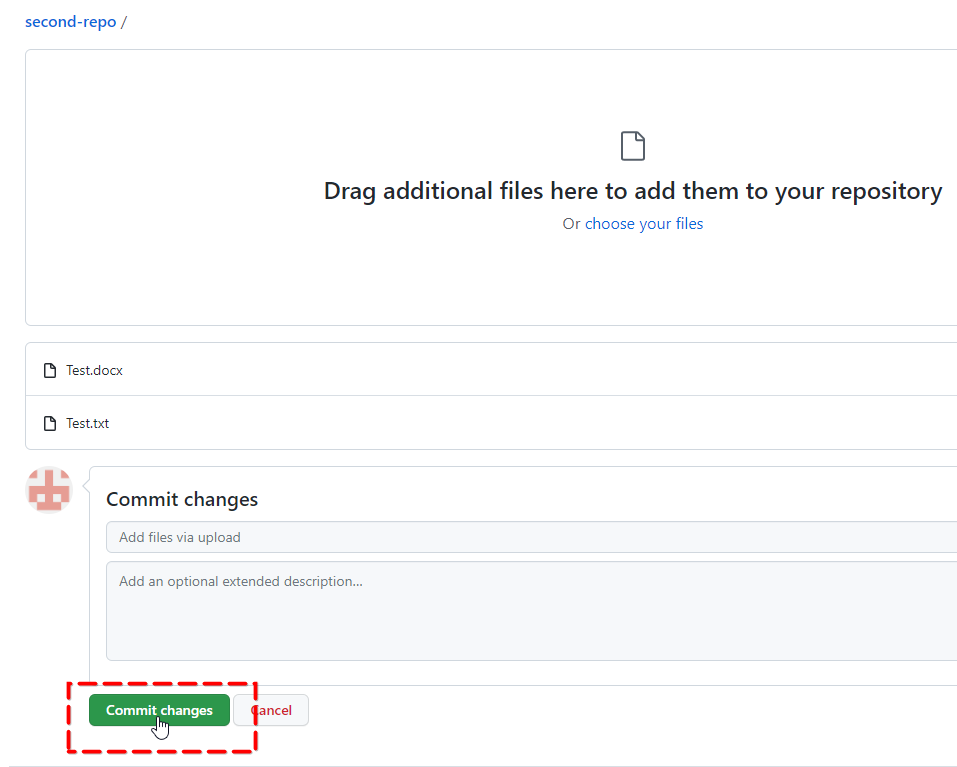 second-repo /
Drag additional files here to add them to your repository
Or choose your files
Test.docx
Test.txt
Commit changes
Add files via upload
Add an optional extended description...
Commit changes Cancel